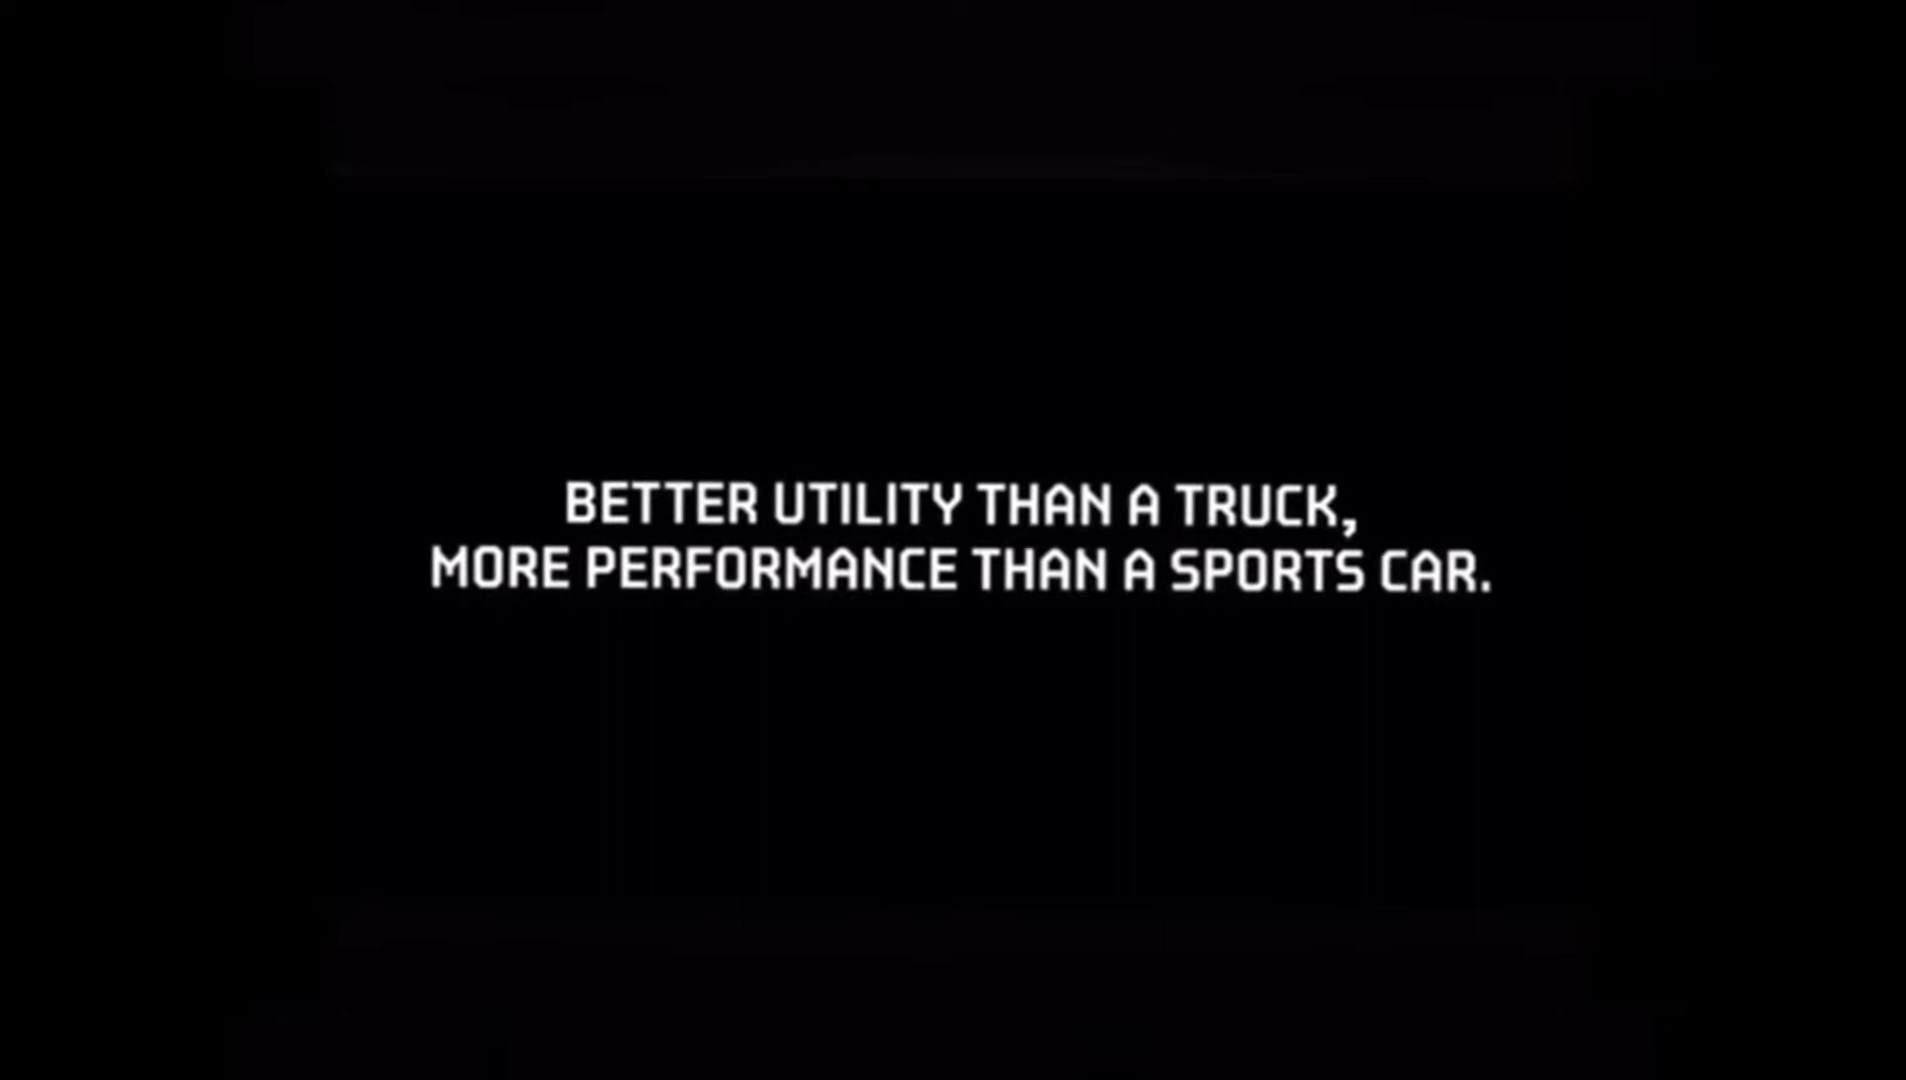 BETTER UTILITY THAN A TRUCK,
MORE PERFORMANCE THAN A SPORTS CAR.